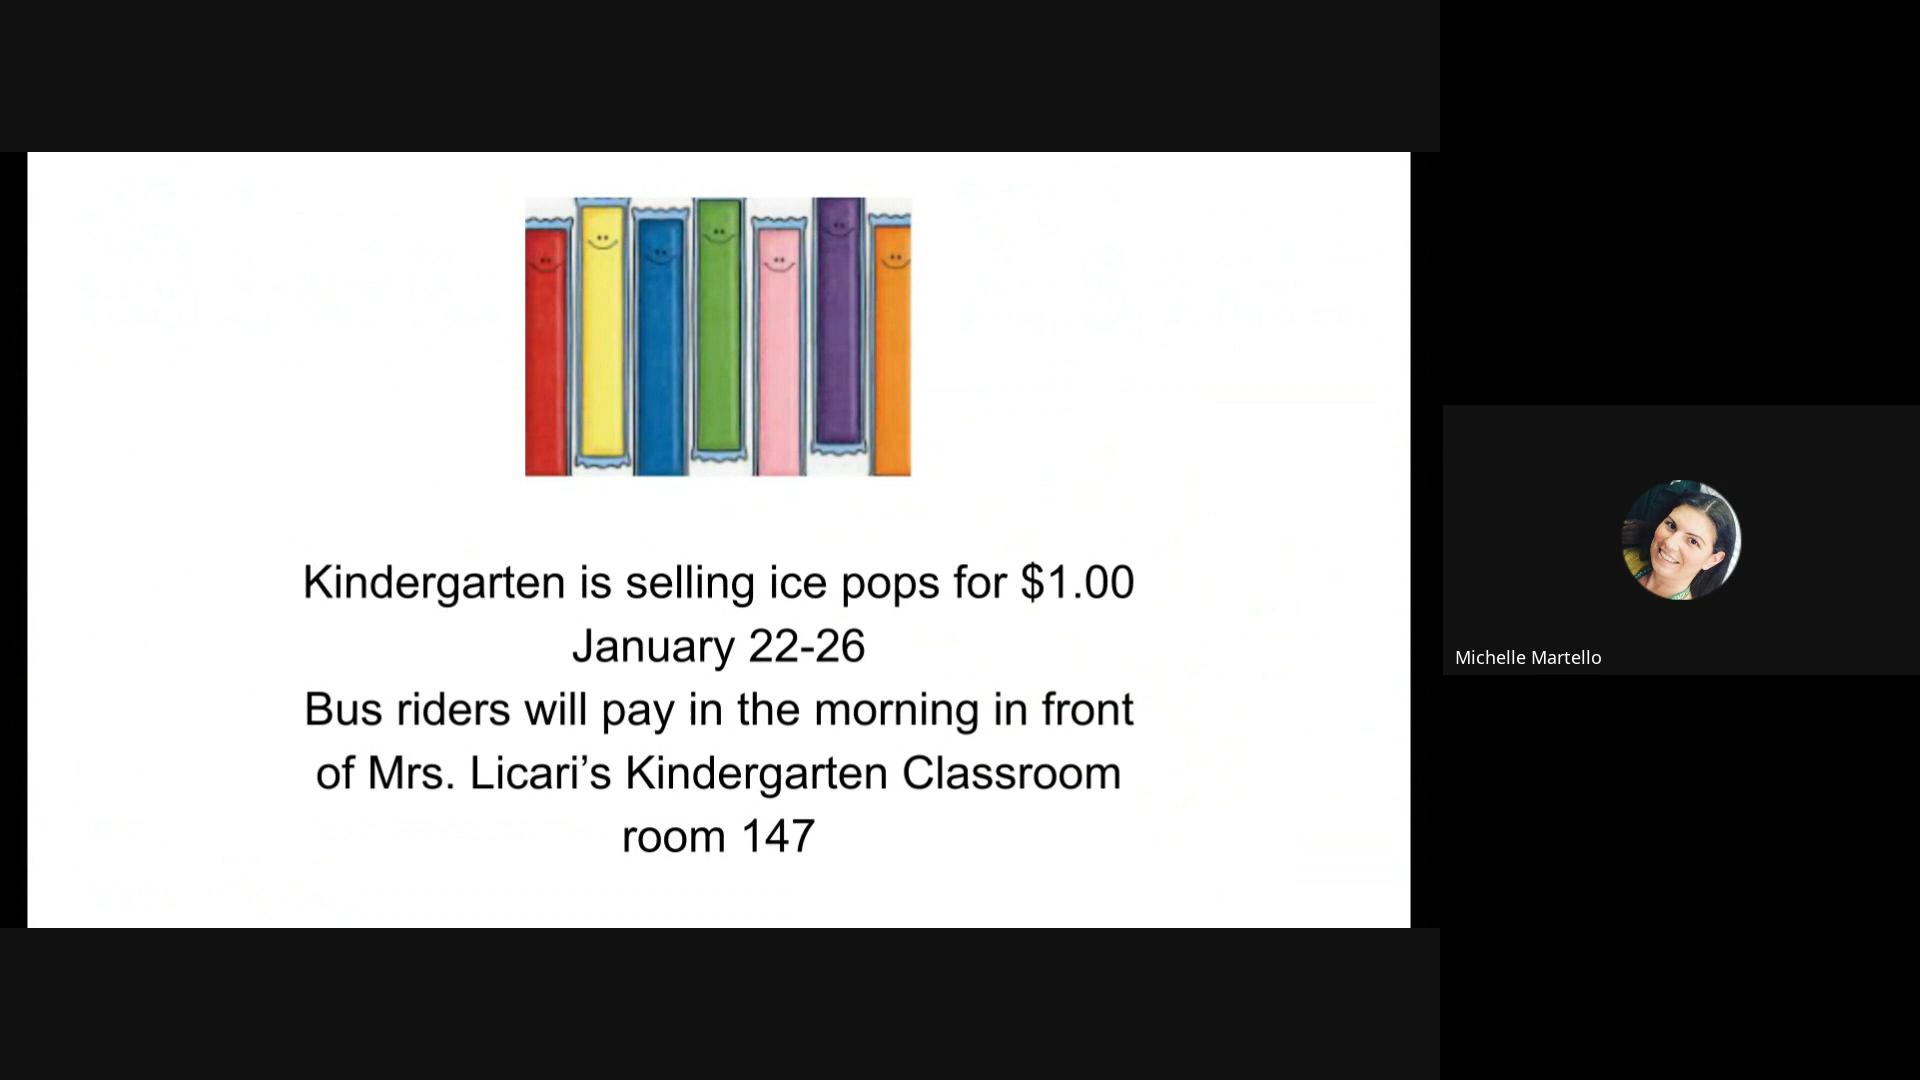 Kindergarten is selling ice pops for $1.00
January 22-26
Bus riders will pay in the morning in front
of Mrs. Licari’s Kindergarten Classroom
room 147
Michelle Martello